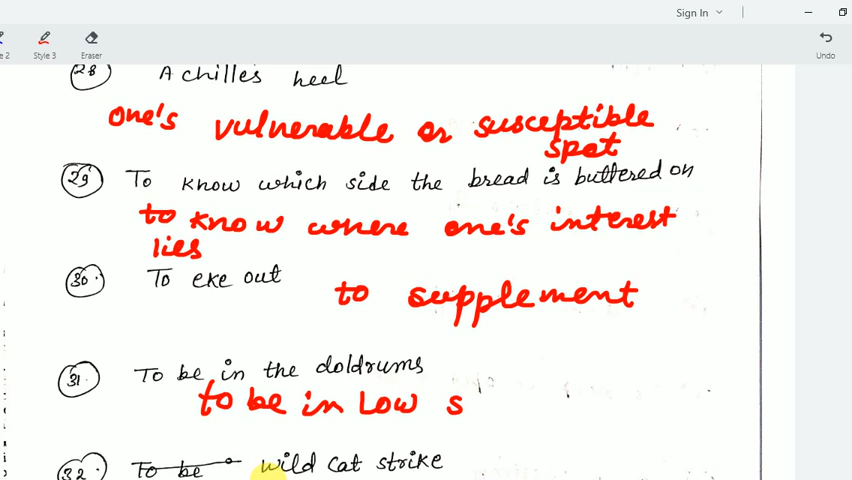 Sign In
2
Style 3
Eraser
Undo
28 Achilles heel
one's vulnerable or susceptible
spot
29 To know which side the bread is buttered on
to know where one's interest
lies
30. To eke out
to supplement
31. To be in the doldrums
to be in Low s
32. To be wild cat strike